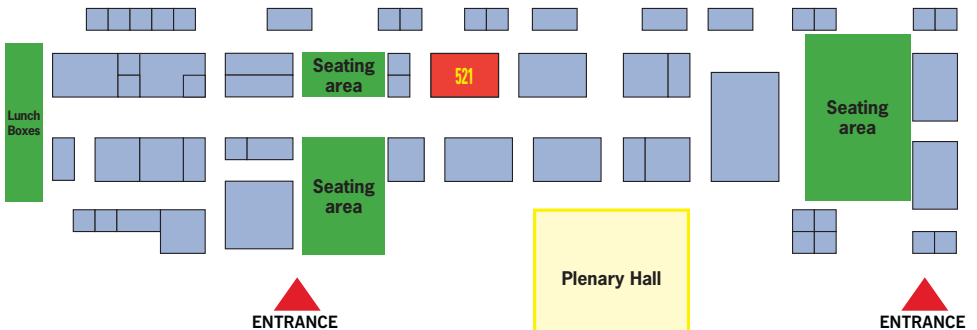 Seating
area
521
Lunch
Boxes
Seating
area
Seating
area
Plenary Hall
ENTRANCE
ENTRANCE